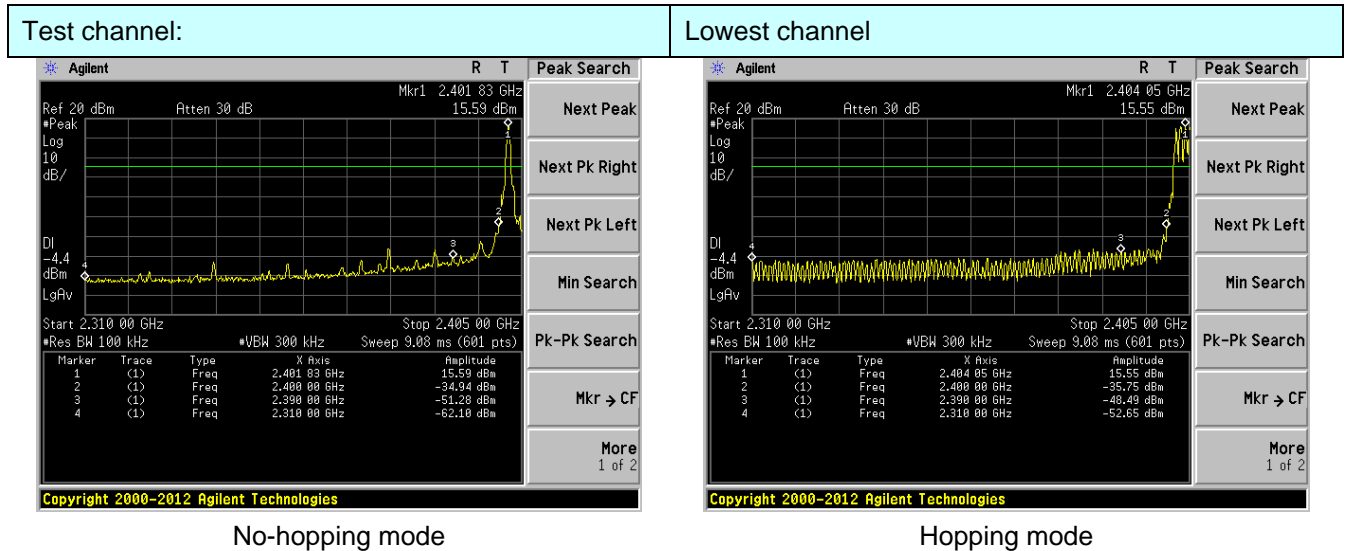 Test channel:
Lowest channel
Agilent
R T
Peak Search
Mkr1 2.401 83 GHz
Ref 20 dBm
Atten 30 dB
15.59 dBm
#Peak
Log
10
dB/
DI
-4.4
dBm
LgAv
1
2
3
4
Start 2.310 00 GHz
Stop 2.405 00 GHz
#Res BW 100 kHz
#VBW 300 kHz
Sweep 9.08 ms (601 pts)
Marker Trace Type X Axis Amplitude
1 (1) Freq 2.401 83 GHz 15.59 dBm
2 (1) Freq 2.400 00 GHz -34.94 dBm
3 (1) Freq 2.390 00 GHz -51.28 dBm
4 (1) Freq 2.310 00 GHz -62.10 dBm
Next Peak
Next Pk Right
Next Pk Left
Min Search
Pk-Pk Search
Mkr → CF
More
1 of 2
Copyright 2000-2012 Agilent Technologies
No-hopping mode
Agilent
R T
Peak Search
Mkr1 2.404 05 GHz
Ref 20 dBm
Atten 30 dB
15.55 dBm
#Peak
Log
10
dB/
DI
-4.4
dBm
LgAv
1
2
3
4
Start 2.310 00 GHz
Stop 2.405 00 GHz
#Res BW 100 kHz
#VBW 300 kHz
Sweep 9.08 ms (601 pts)
Marker Trace Type X Axis Amplitude
1 (1) Freq 2.404 05 GHz 15.55 dBm
2 (1) Freq 2.400 00 GHz -35.75 dBm
3 (1) Freq 2.390 00 GHz -48.49 dBm
4 (1) Freq 2.310 00 GHz -52.65 dBm
Next Peak
Next Pk Right
Next Pk Left
Min Search
Pk-Pk Search
Mkr → CF
More
1 of 2
Copyright 2000-2012 Agilent Technologies
Hopping mode